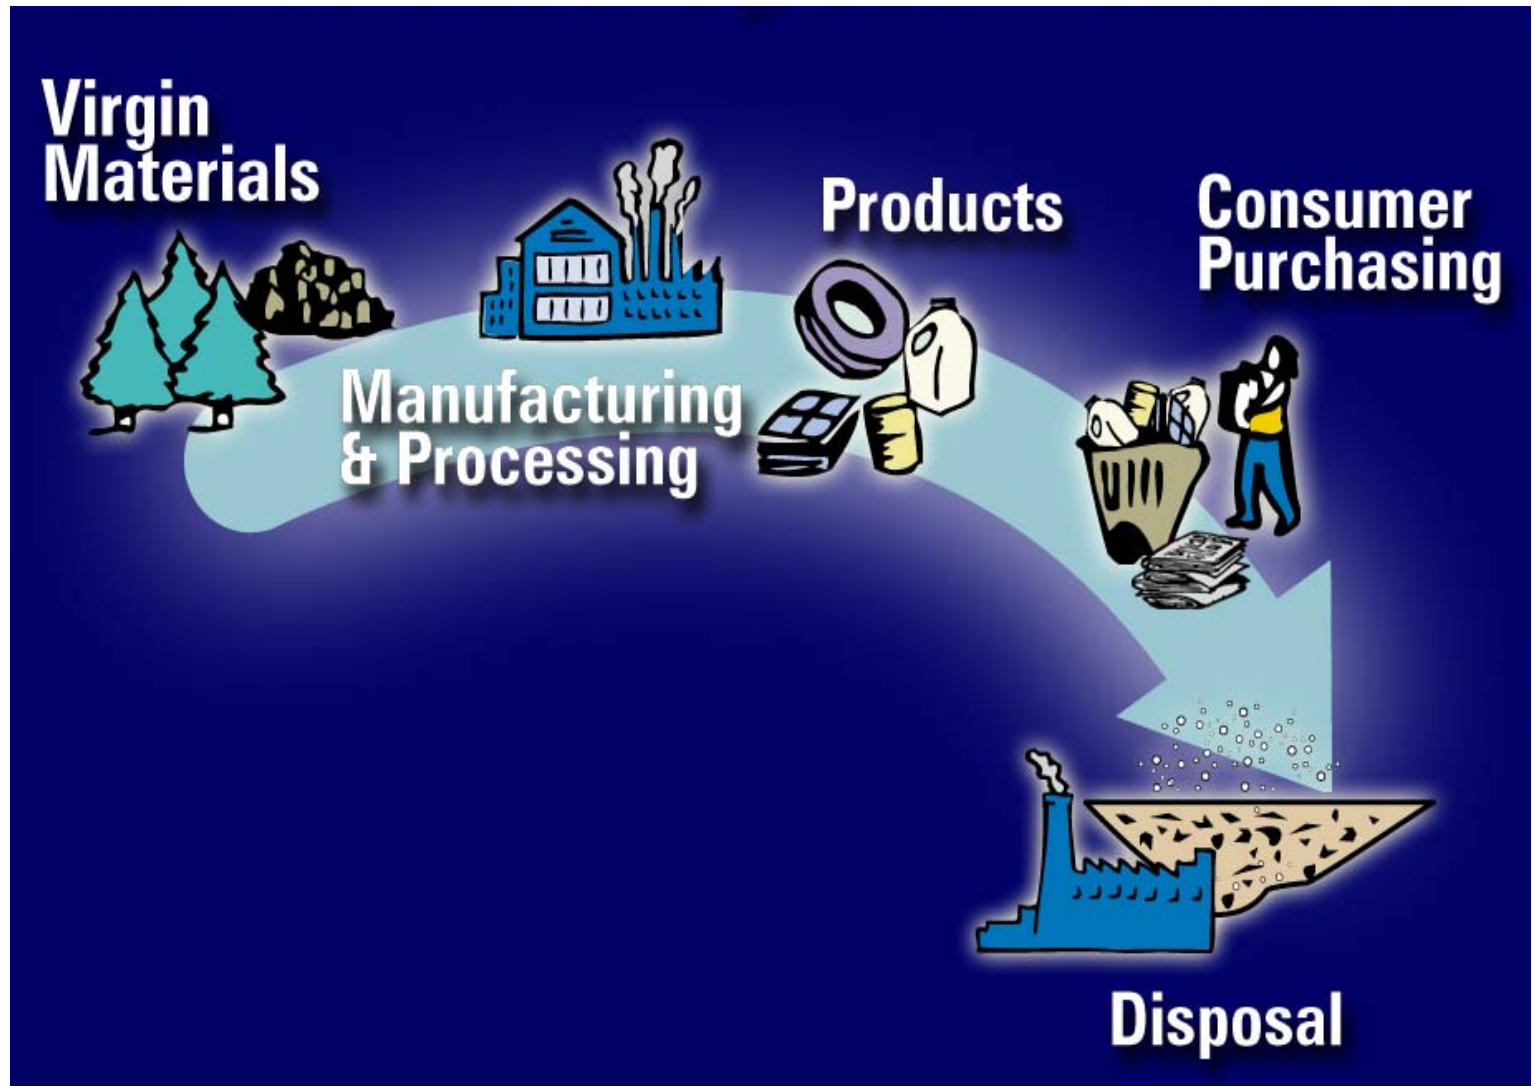 Virgin
Materials
Manufacturing
& Processing
Products
Consumer
Purchasing
Disposal